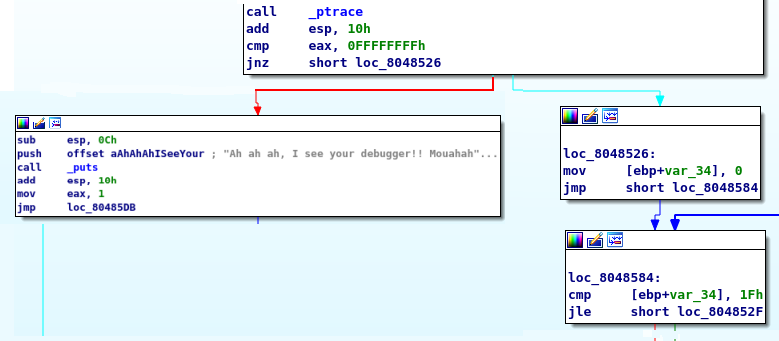 call    _ptrace
add     esp, 10h
cmp     eax, 0FFFFFFFFh
jnz     short loc_8048526
sub     esp, 0Ch
push    offset aAhAhAhISeeYour ; "Ah ah ah, I see your debugger!! Mouahah"...
call    _puts
add     esp, 10h
mov     eax, 1
jmp     loc_80485DB
loc_8048526:
mov     [ebp+var_34], 0
jmp     short loc_8048584
loc_8048584:
cmp     [ebp+var_34], 1Fh
jle     short loc_804852F